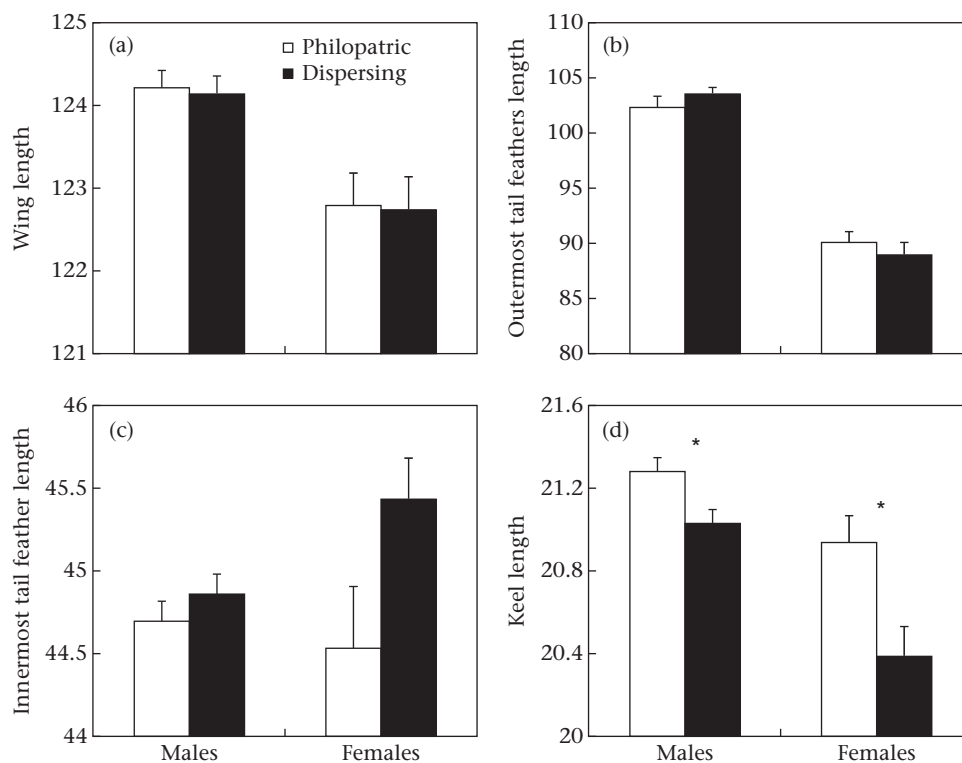 (a)
Philopatric
Dispersing
Wing length
125
124
123
122
121
(b)
Outermost tail feathers length
110
105
100
95
90
85
80
(c)
Innermost tail feather length
46
45.5
45
44.5
44
Males
Females
(d)
*
*
Keel length
21.6
21.2
20.8
20.4
20
Males
Females